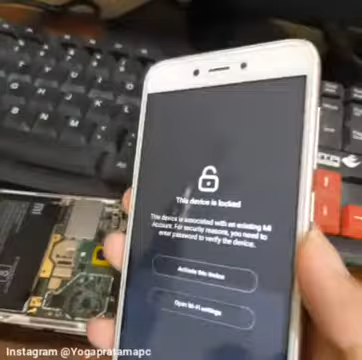 This device is locked
This device is associated with an existing Mi
Account. For security reasons, you need to
enter password to verify the device.
Activate this device
Open Wi-Fi settings
Instagram @Yogapratamapc